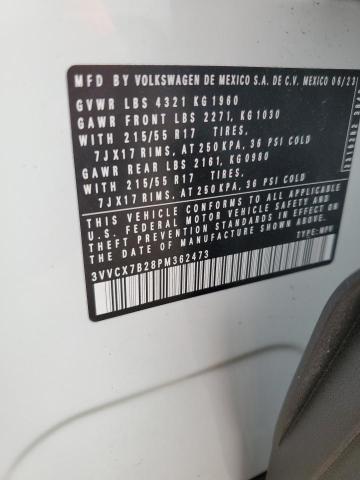 MFD BY VOLKSWAGEN DE MEXICO S.A. DE C.V. MEXICO 06/23
GVWR LBS 4321 KG 1960
GAWR FRONT LBS 2271, KG 1030
WITH 215/55 R17 TIRES,
7JX17 RIMS, AT 250 KPA, 36 PSI COLD
GAWR REAR LBS 2161, KG 0980
WITH 215/55 R17 TIRES,
7JX17 RIMS, AT 250 KPA, 36 PSI COLD
THIS VEHICLE CONFORMS TO ALL APPLICABLE
U.S. FEDERAL MOTOR VEHICLE SAFETY AND
THEFT PREVENTION STANDARDS IN EFFECT ON
THE DATE OF MANUFACTURE SHOWN ABOVE.
TYPE: MPV
3VVCX7B28PM362473